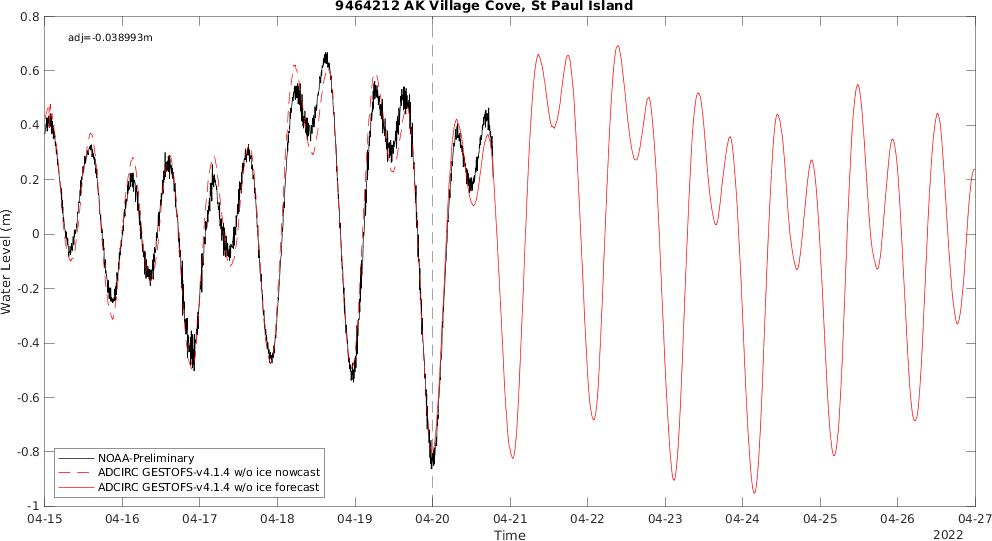 9464212 AK Village Cove, St Paul Island
adj=-0.038993m
0.8
0.6
0.4
0.2
0
-0.2
-0.4
-0.6
-0.8
-1
Water Level (m)
NOAA-Preliminary
ADCIRC GESTOFS-v4.1.4 w/o ice nowcast
ADCIRC GESTOFS-v4.1.4 w/o ice forecast
04-15 04-16 04-17 04-18 04-19 04-20 04-21 04-22 04-23 04-24 04-25 04-26 04-27
Time
2022